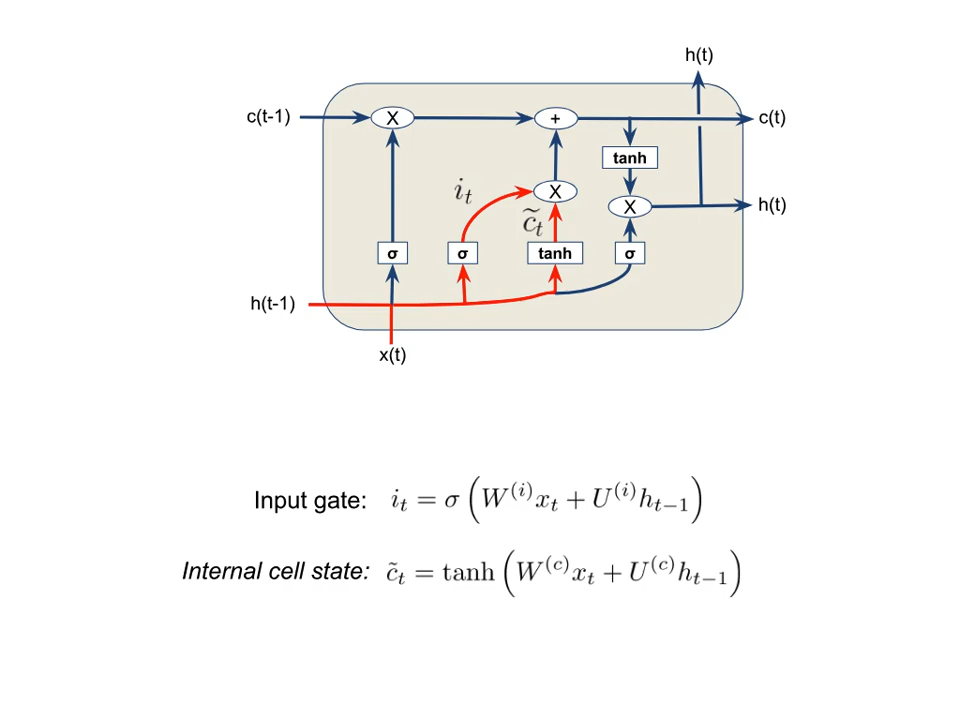 h(t)
c(t-1) X + c(t)
tanh
i_t X
c̃_t X h(t)
σ σ tanh σ
h(t-1)
x(t)
Input gate: i_t = σ(W^{(i)}x_t + U^{(i)}h_{t-1})
Internal cell state: c̃_t = tanh(W^{(c)}x_t + U^{(c)}h_{t-1})